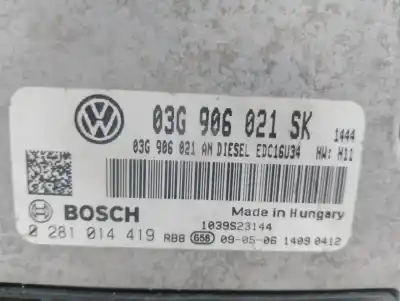 03G 906 021 SK 1444
03G 906 021 AN DIESEL EDC16U34 HW: H11
BOSCH
Made in Hungary
1039S23144
0 281 014 419 RBB G58 09-05-06 1409 0412